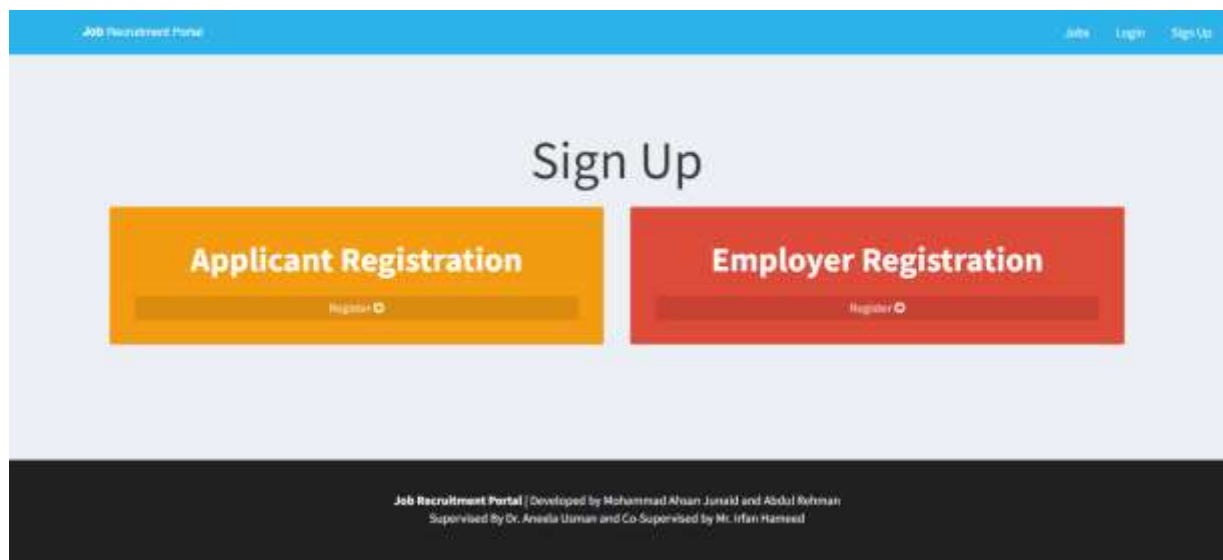 Job Recruitment Portal
Jobs Login Sign Up
Sign Up
Applicant Registration
Register
Employer Registration
Register
Job Recruitment Portal | Developed by Mohammad Ahsan Junaid and Abdul Rehman
Supervised By Dr. Aneela Usman and Co-Supervised by Mr. Irfan Hameed